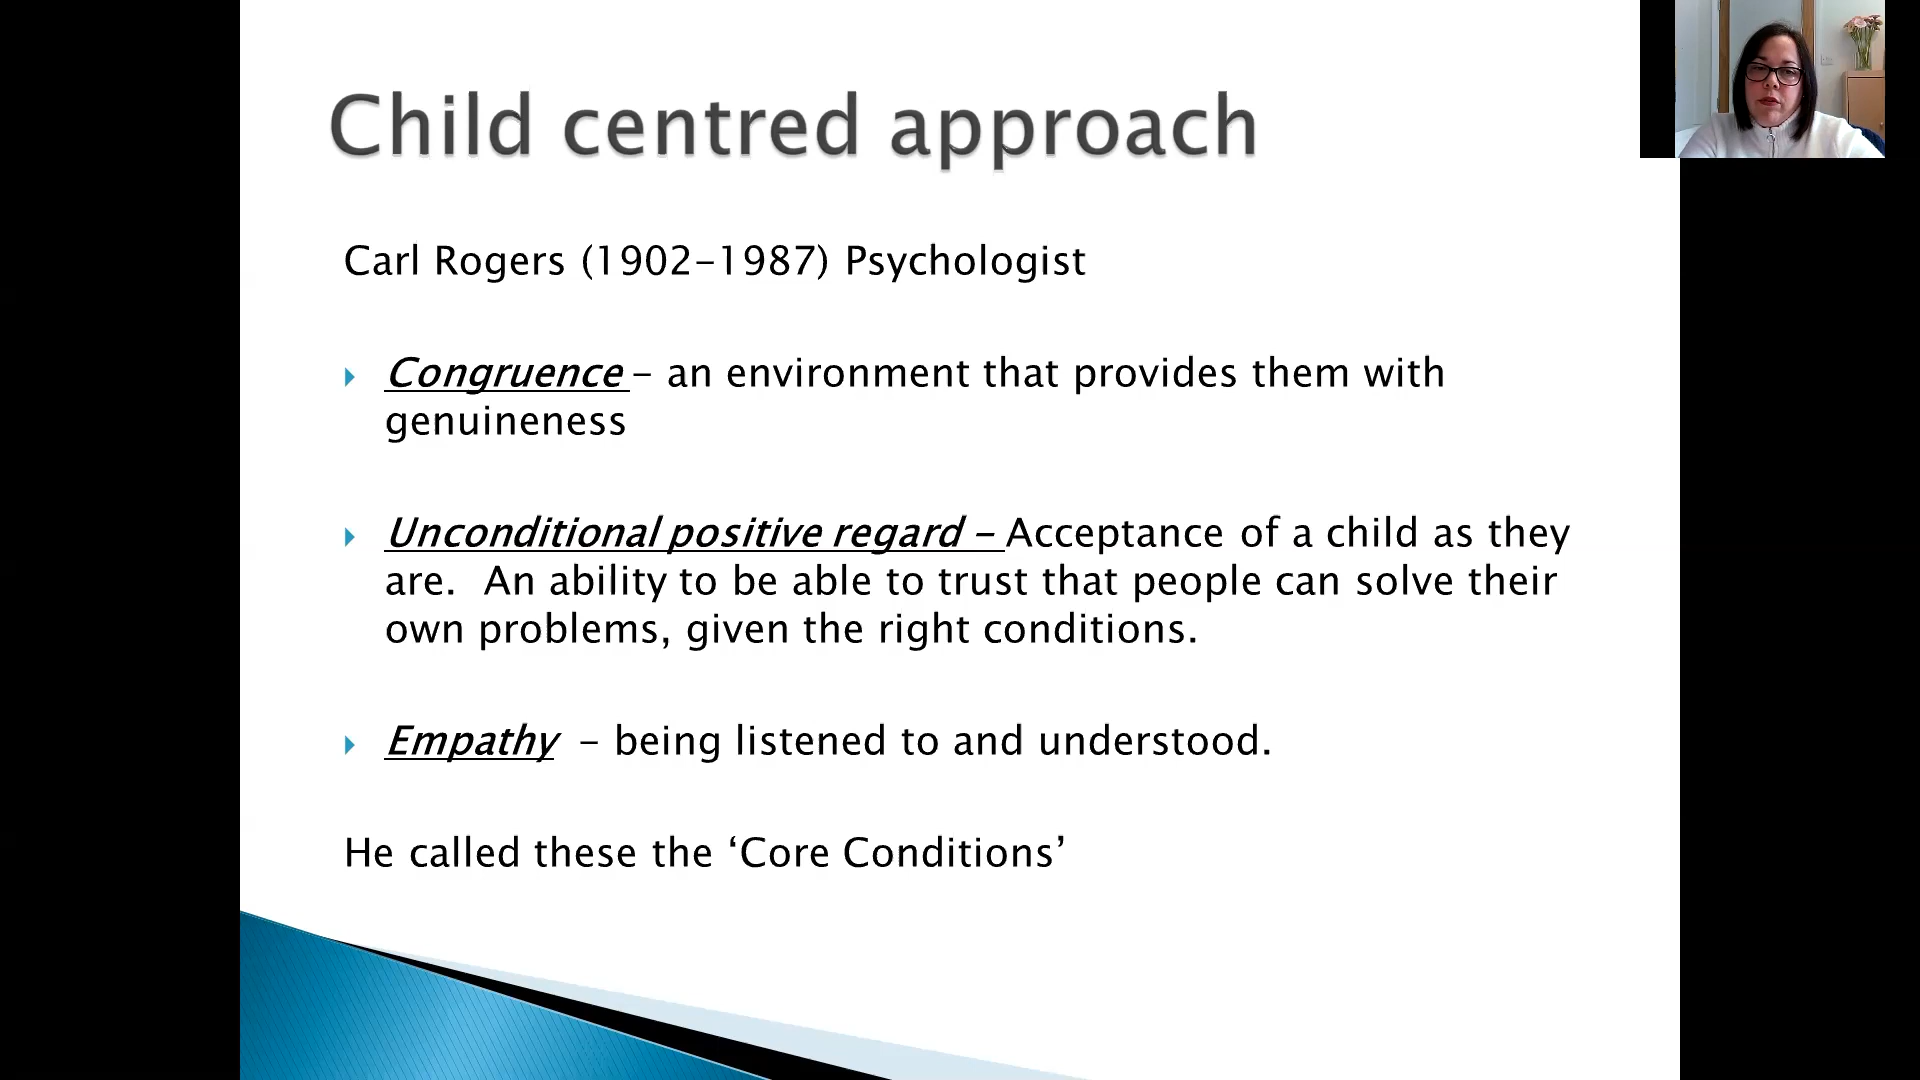 Child centred approach
Carl Rogers (1902-1987) Psychologist
Congruence - an environment that provides them with
genuineness
Unconditional positive regard - Acceptance of a child as they
are. An ability to be able to trust that people can solve their
own problems, given the right conditions.
Empathy - being listened to and understood.
He called these the ‘Core Conditions’